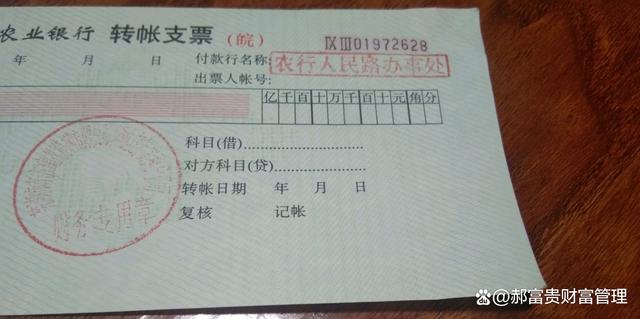 农业银行 转帐支票 (皖) ⅨⅢ01972628
年 月 日 付款行名称: 农行人民路办事处
出票人帐号:
亿千百十万千百十元角分
科目(借)
对方科目(贷)
转帐日期 年 月 日
复核 记帐
财务专用章
郝富贵财富管理